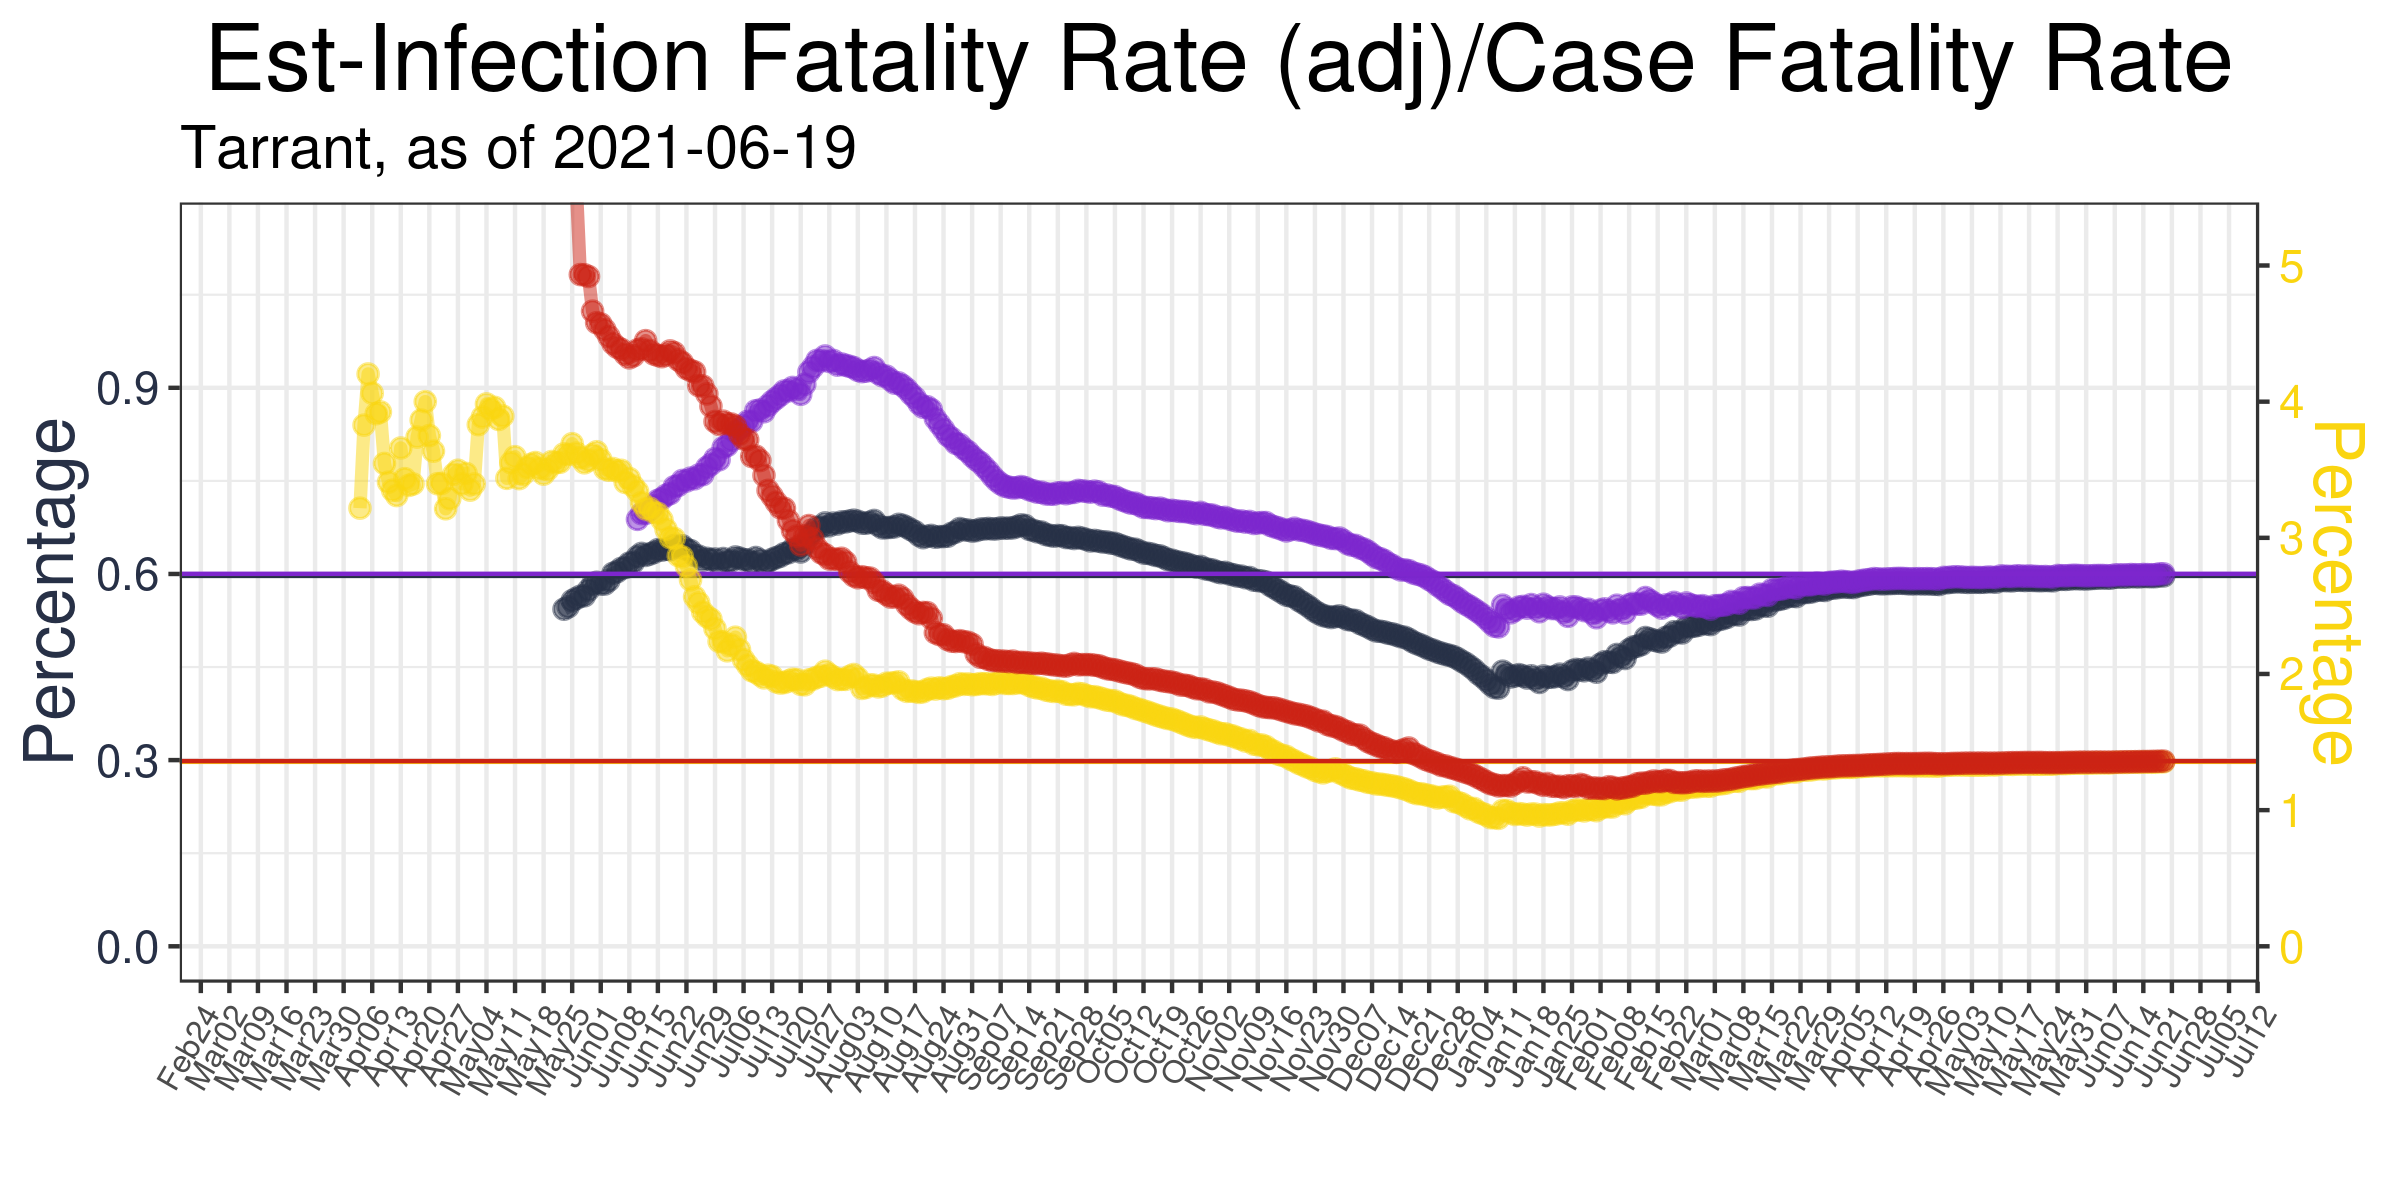 Est-Infection Fatality Rate (adj)/Case Fatality Rate
Tarrant, as of 2021-06-19
Percentage
0.9
0.6
0.3
0.0
5
4
3
2
1
0
Percentage
Feb24
Mar02
Mar09
Mar16
Mar23
Mar30
Apr06
Apr13
Apr20
Apr27
May04
May11
May18
May25
Jun01
Jun08
Jun15
Jun22
Jun29
Jul06
Jul13
Jul20
Jul27
Aug03
Aug10
Aug17
Aug24
Aug31
Sep07
Sep14
Sep21
Sep28
Oct05
Oct12
Oct19
Oct26
Nov02
Nov09
Nov16
Nov23
Nov30
Dec07
Dec14
Dec21
Dec28
Jan04
Jan11
Jan18
Jan25
Feb01
Feb08
Feb15
Feb22
Mar01
Mar08
Mar15
Mar22
Mar29
Apr05
Apr12
Apr19
Apr26
May03
May10
May17
May24
May31
Jun07
Jun14
Jun21
Jun28
Jul05
Jul12